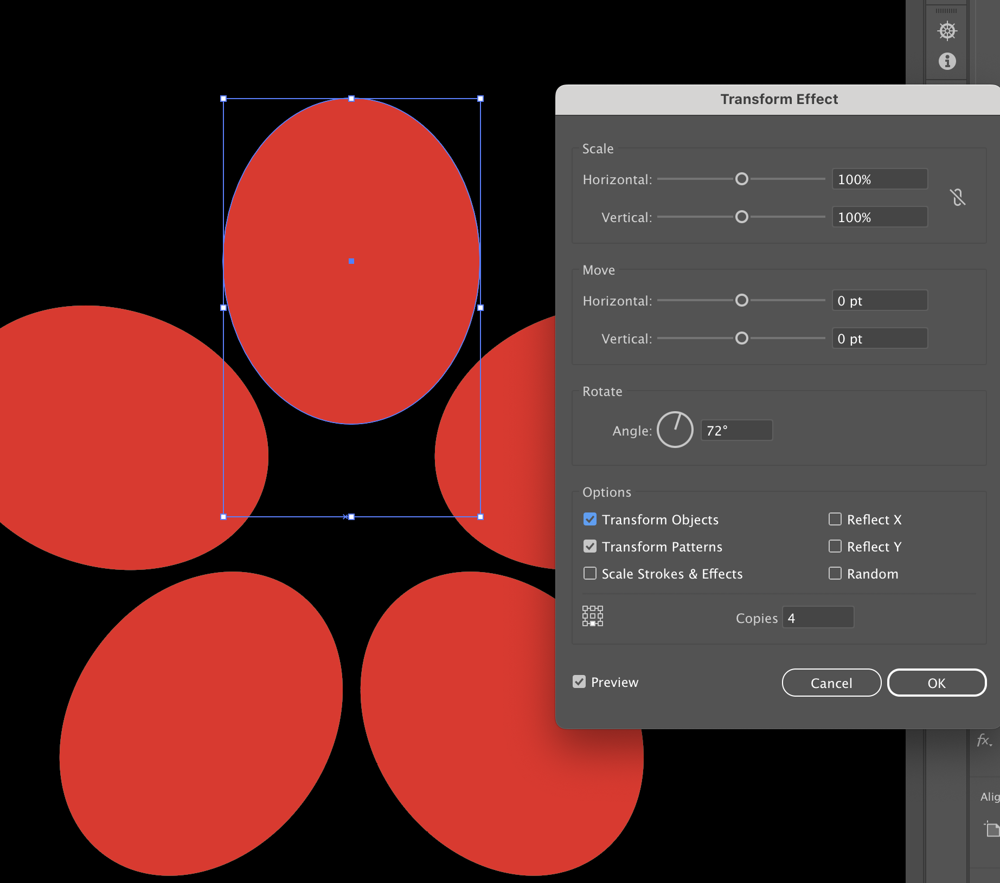 Transform Effect
Scale
Horizontal: 100%
Vertical: 100%
Move
Horizontal: 0 pt
Vertical: 0 pt
Rotate
Angle: 72°
Options
Transform Objects Reflect X
Transform Patterns Reflect Y
Scale Strokes & Effects Random
Copies 4
Preview Cancel OK
fx
Alig